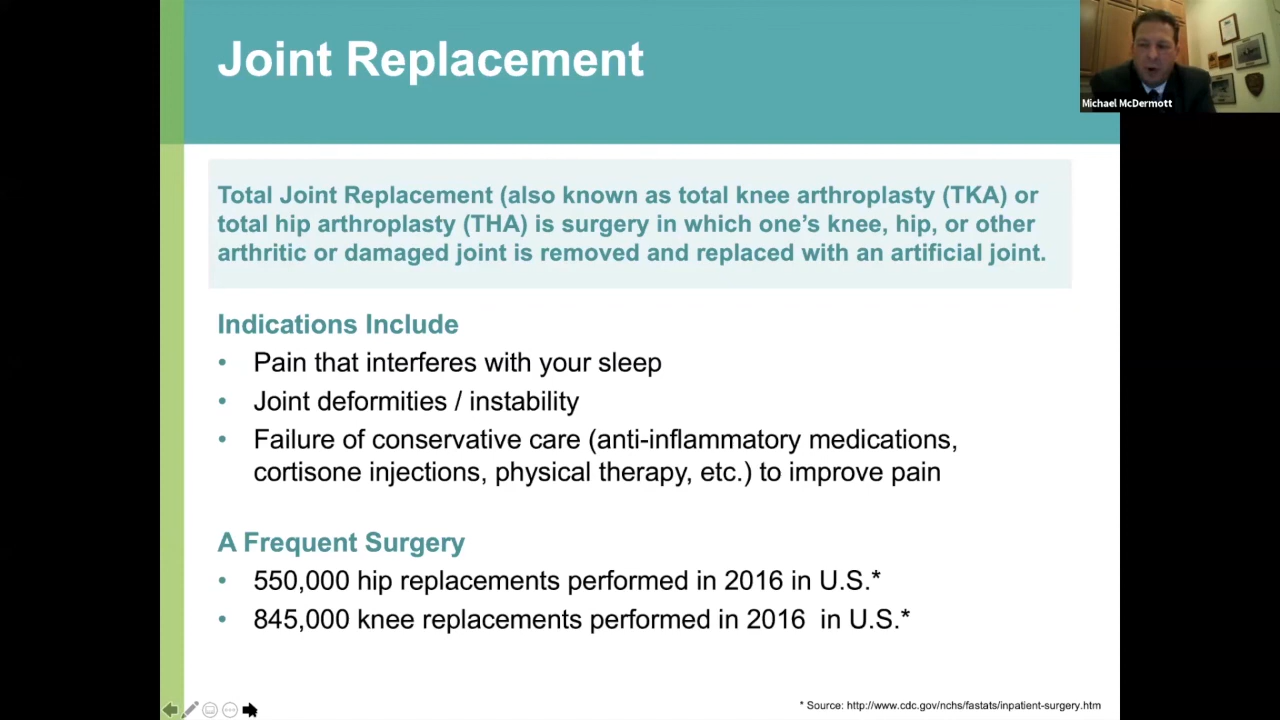 Joint Replacement
Michael McDermott
Total Joint Replacement (also known as total knee arthroplasty (TKA) or
total hip arthroplasty (THA) is surgery in which one’s knee, hip, or other
arthritic or damaged joint is removed and replaced with an artificial joint.
Indications Include
• Pain that interferes with your sleep
• Joint deformities / instability
• Failure of conservative care (anti-inflammatory medications,
cortisone injections, physical therapy, etc.) to improve pain
A Frequent Surgery
• 550,000 hip replacements performed in 2016 in U.S.*
• 845,000 knee replacements performed in 2016 in U.S.*
* Source: http://www.cdc.gov/nchs/fastats/inpatient-surgery.htm